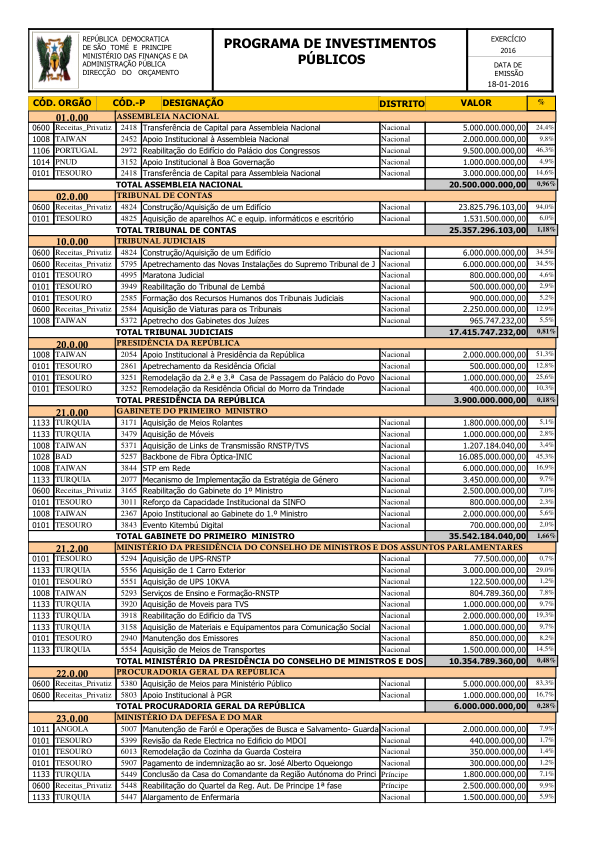 REPÚBLICA DEMOCRATICA
DE SÃO TOMÉ E PRINCIPE
MINISTÉRIO DAS FINANÇAS E DA
ADMINISTRAÇÃO PÚBLICA
DIRECÇÃO DO ORÇAMENTO
PROGRAMA DE INVESTIMENTOS
PÚBLICOS
EXERCÍCIO
2016
DATA DE
EMISSÃO
18-01-2016
CÓD. ORGÃO CÓD.-P DESIGNAÇÃO DISTRITO VALOR %
01.0.00 ASSEMBLEIA NACIONAL
0600 Receitas_Privatiz 2418 Transferência de Capital para Assembleia Nacional Nacional 5.000.000.000,00 24,4%
1008 TAIWAN 2452 Apoio Institucional à Assembleia Nacional Nacional 2.000.000.000,00 9.8%
1106 PORTUGAL 2972 Reabilitação do Edifício do Palácio dos Congressos Nacional 9.500.000.000,00 46,3%
1014 PNUD 3152 Apoio Institucional à Boa Governação Nacional 1.000.000.000,00 4.9%
0101 TESOURO 2418 Transferência de Capital para Assembleia Nacional Nacional 3.000.000.000,00 14.6%
TOTAL ASSEMBLEIA NACIONAL 20.500.000.000,00 0,96%
02.0.00 TRIBUNAL DE CONTAS
0600 Receitas_Privatiz 4824 Construção/Aquisição de um Edifício Nacional 23.825.796.103,00 94,0%
0101 TESOURO 4825 Aquisição de aparelhos AC e equip. informáticos e escritório Nacional 1.531.500.000,00 6,0%
TOTAL TRIBUNAL DE CONTAS 25.357.296.103,00 1,18%
10.0.00 TRIBUNAL JUDICIAIS
0600 Receitas_Privatiz 4824 Construção/Aquisição de um Edifício Nacional 6.000.000.000,00 34.5%
0600 Receitas_Privatiz 5795 Apetrechamento das Novas Instalações do Supremo Tribunal de J Nacional 6.000.000.000,00 34.5%
0101 TESOURO 4995 Maratona Judicial Nacional 800.000.000,00 4.6%
0101 TESOURO 3949 Reabilitação do Tribunal de Lembá Nacional 500.000.000,00 2.9%
0101 TESOURO 2585 Formação dos Recursos Humanos dos Tribunais Judiciais Nacional 900.000.000,00 5.2%
0600 Receitas_Privatiz 2584 Aquisição de Viaturas para os Tribunais Nacional 2.250.000.000,00 12.9%
1008 TAIWAN 5372 Apetrecho dos Gabinetes dos Juízes Nacional 965.747.232,00 5.5%
TOTAL TRIBUNAL JUDICIAIS 17.415.747.232,00 0,81%
20.0.00 PRESIDÊNCIA DA REPÚBLICA
1008 TAIWAN 2054 Apoio Institucional à Presidência da República Nacional 2.000.000.000,00 51,3%
0101 TESOURO 2861 Apetrechamento da Residência Oficial Nacional 500.000.000,00 12.8%
0101 TESOURO 3251 Remodelação da 2.ª e 3.ª Casa de Passagem do Palácio do Povo Nacional 1.000.000.000,00 25,6%
0101 TESOURO 3252 Remodelação da Residência Oficial do Morro da Trindade Nacional 400.000.000,00 10.3%
TOTAL PRESIDÊNCIA DA REPÚBLICA 3.900.000.000,00 0,18%
21.0.00 GABINETE DO PRIMEIRO MINISTRO
1133 TURQUIA 3171 Aquisição de Meios Rolantes Nacional 1.800.000.000,00 5.1%
1133 TURQUIA 3479 Aquisição de Móveis Nacional 1.000.000.000,00 2.8%
1008 TAIWAN 5371 Aquisição de Links de Transmissão RNSTP/TVS Nacional 1.207.184.040,00 3.4%
1028 BAD 5257 Backbone de Fibra Óptica-INIC Nacional 16.085.000.000,00 45.3%
1008 TAIWAN 3844 STP em Rede Nacional 6.000.000.000,00 16.9%
1133 TURQUIA 2077 Mecanismo de Implementação da Estratégia de Género Nacional 3.450.000.000,00 9.7%
0600 Receitas_Privatiz 3165 Reabilitação do Gabinete do 1º Ministro Nacional 2.500.000.000,00 7.0%
0101 TESOURO 3011 Reforço da Capacidade Institucional da SINFO Nacional 800.000.000,00 2.3%
1008 TAIWAN 2367 Apoio Institucional ao Gabinete do 1.º Ministro Nacional 2.000.000.000,00 5.6%
0101 TESOURO 3843 Evento Kitembú Digital Nacional 700.000.000,00 2.0%
TOTAL GABINETE DO PRIMEIRO MINISTRO 35.542.184.040,00 1,66%
21.2.00 MINISTÉRIO DA PRESIDÊNCIA DO CONSELHO DE MINISTROS E DOS ASSUNTOS PARLAMENTARES
0101 TESOURO 5294 Aquisição de UPS-RNSTP Nacional 77.500.000,00 0.7%
1133 TURQUIA 5556 Aquisição de 1 Carro Exterior Nacional 3.000.000.000,00 29.0%
0101 TESOURO 5551 Aquisição de UPS 10KVA Nacional 122.500.000,00 1.2%
1008 TAIWAN 5293 Serviços de Ensino e Formação-RNSTP Nacional 804.789.360,00 7.8%
1133 TURQUIA 3920 Aquisição de Moveis para TVS Nacional 1.000.000.000,00 9.7%
1133 TURQUIA 3918 Reabilitação do Edificio da TVS Nacional 2.000.000.000,00 19.3%
1133 TURQUIA 3158 Aquisição de Materiais e Equipamentos para Comunicação Social Nacional 1.000.000.000,00 9.7%
0101 TESOURO 2940 Manutenção dos Emissores Nacional 850.000.000,00 8.2%
1133 TURQUIA 5554 Aquisição de Meios de Transportes Nacional 1.500.000.000,00 14.5%
TOTAL MINISTÉRIO DA PRESIDÊNCIA DO CONSELHO DE MINISTROS E DOS 10.354.789.360,00 0,48%
22.0.00 PROCURADORIA GERAL DA REPÚBLICA
0600 Receitas_Privatiz 5380 Aquisição de Meios para Ministério Público Nacional 5.000.000.000,00 83,3%
0600 Receitas_Privatiz 5803 Apoio Institucional à PGR Nacional 1.000.000.000,00 16.7%
TOTAL PROCURADORIA GERAL DA REPÚBLICA 6.000.000.000,00 0,28%
23.0.00 MINISTÉRIO DA DEFESA E DO MAR
1011 ANGOLA 5007 Manutenção de Faról e Operações de Busca e Salvamento- Guarda Nacional 2.000.000.000,00 7.9%
0101 TESOURO 5399 Revisão da Rede Electrica no Edificio do MDOI Nacional 440.000.000,00 1.7%
0101 TESOURO 6013 Remodelação da Cozinha da Guarda Costeira Nacional 350.000.000,00 1.4%
0101 TESOURO 5907 Pagamento de indemnização ao sr. José Alberto Oqueiongo Nacional 300.000.000,00 1.2%
1133 TURQUIA 5449 Conclusão da Casa do Comandante da Região Autónoma do Princi Príncipe 1.800.000.000,00 7.1%
0600 Receitas_Privatiz 5448 Reabilitação do Quartel da Reg. Aut. De Principe 1ª fase Príncipe 2.500.000.000,00 9.9%
1133 TURQUIA 5447 Alargamento de Enfermaria Nacional 1.500.000.000,00 5.9%